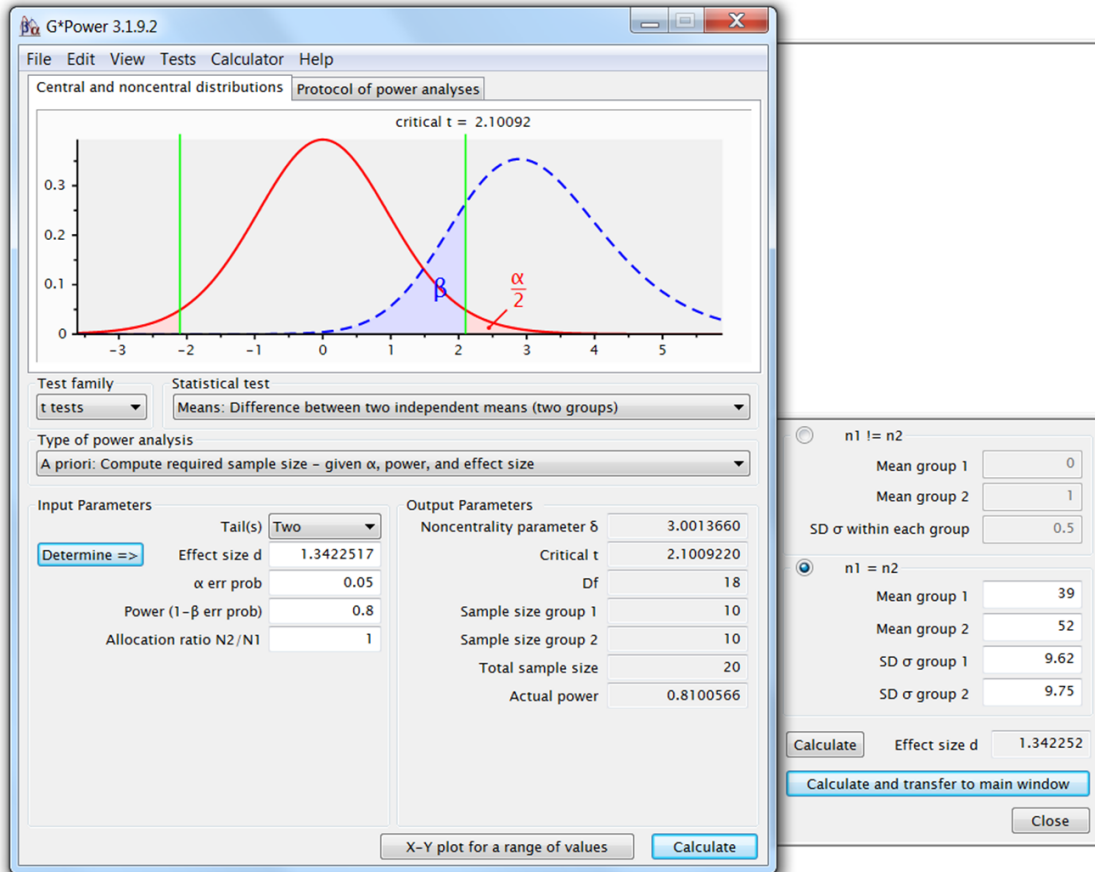 G*Power 3.1.9.2
File Edit View Tests Calculator Help
Central and noncentral distributions Protocol of power analyses
critical t = 2.10092
0.3
0.2
0.1
0
β
α
2
-3 -2 -1 0 1 2 3 4 5
Test family Statistical test
t tests Means: Difference between two independent means (two groups)
Type of power analysis
A priori: Compute required sample size – given α, power, and effect size
Input Parameters
Tail(s) Two
Determine => Effect size d 1.3422517
α err prob 0.05
Power (1-β err prob) 0.8
Allocation ratio N2/N1 1
Output Parameters
Noncentrality parameter δ 3.0013660
Critical t 2.1009220
Df 18
Sample size group 1 10
Sample size group 2 10
Total sample size 20
Actual power 0.8100566
X-Y plot for a range of values Calculate
n1 != n2
Mean group 1 0
Mean group 2 1
SD σ within each group 0.5
n1 = n2
Mean group 1 39
Mean group 2 52
SD σ group 1 9.62
SD σ group 2 9.75
Calculate Effect size d 1.342252
Calculate and transfer to main window
Close